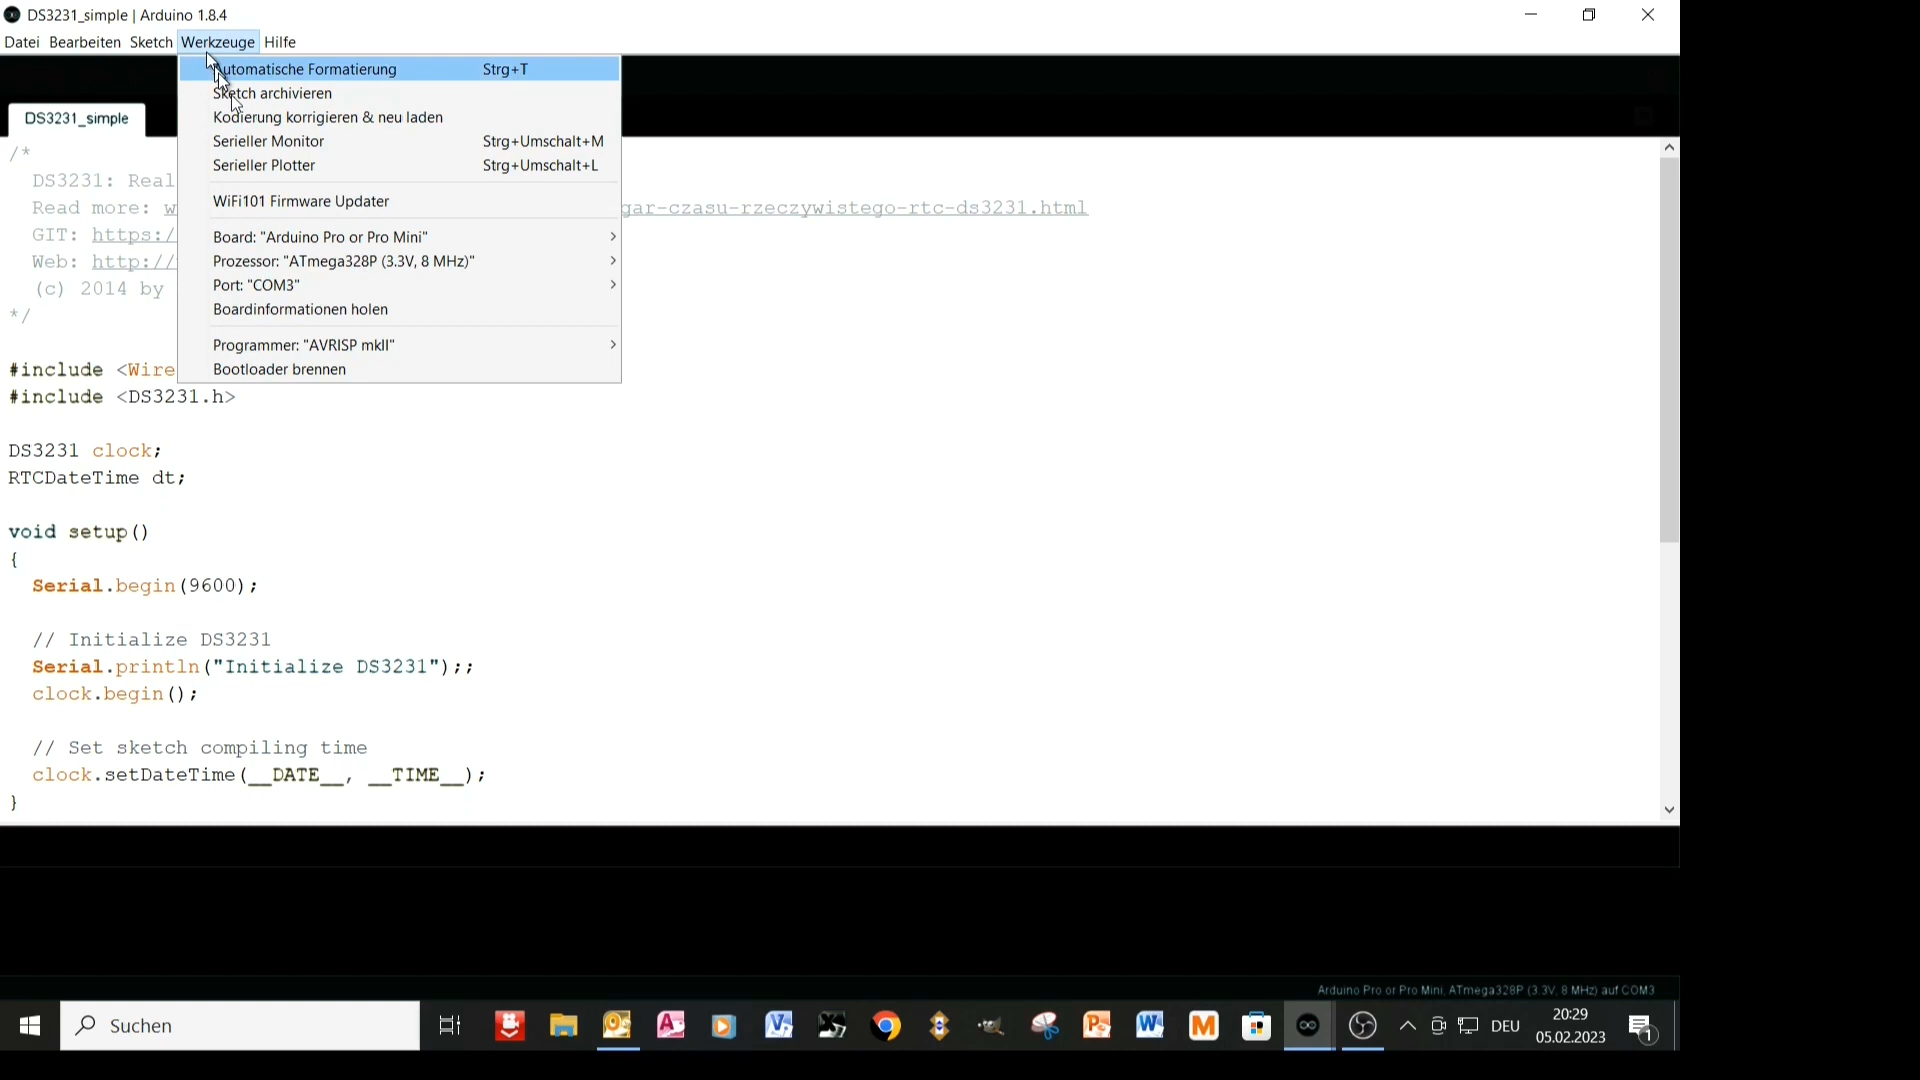 DS3231_simple | Arduino 1.8.4
Datei Bearbeiten Sketch Werkzeuge Hilfe
utomatische Formatierung Strg+T
Sketch archivieren
Kodierung korrigieren & neu laden
Serieller Monitor Strg+Umschalt+M
Serieller Plotter Strg+Umschalt+L
WiFi101 Firmware Updater
Board: "Arduino Pro or Pro Mini"
Prozessor: "ATmega328P (3.3V, 8 MHz)"
Port: "COM3"
Boardinformationen holen
Programmer: "AVRISP mkII"
Bootloader brennen
DS3231_simple
/*
DS3231: Real
Read more: w gar-czasu-rzeczywistego-rtc-ds3231.html
GIT: https:/
Web: http://
(c) 2014 by
*/
#include <Wire
#include <DS3231.h>
DS3231 clock;
RTCDateTime dt;
void setup()
{
Serial.begin(9600);
// Initialize DS3231
Serial.println("Initialize DS3231");;
clock.begin();
// Set sketch compiling time
clock.setDateTime(__DATE__, __TIME__);
}
Arduino Pro or Pro Mini, ATmega328P (3.3V, 8 MHz) auf COM3
Suchen
DEU
20:29
05.02.2023
1